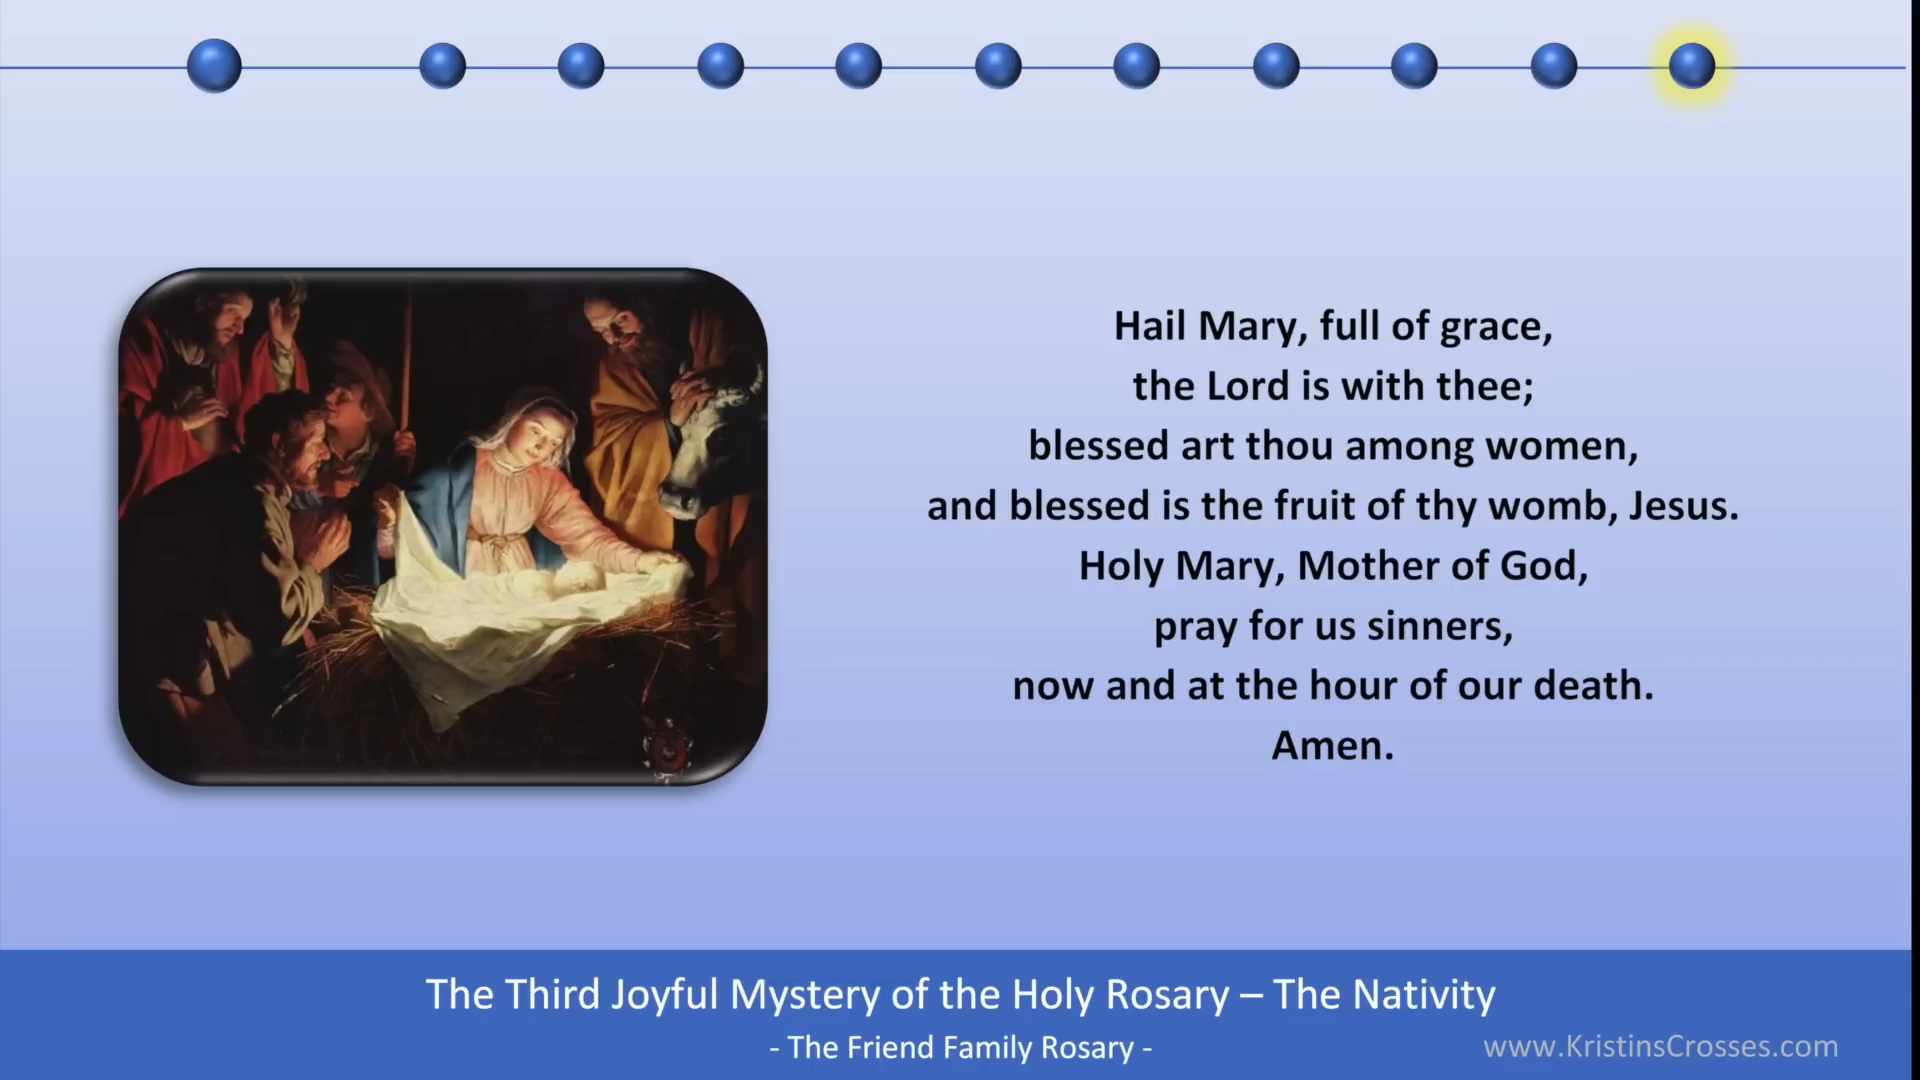 Hail Mary, full of grace,
the Lord is with thee;
blessed art thou among women,
and blessed is the fruit of thy womb, Jesus.
Holy Mary, Mother of God,
pray for us sinners,
now and at the hour of our death.
Amen.
The Third Joyful Mystery of the Holy Rosary – The Nativity
- The Friend Family Rosary -
www.KristinsCrosses.com